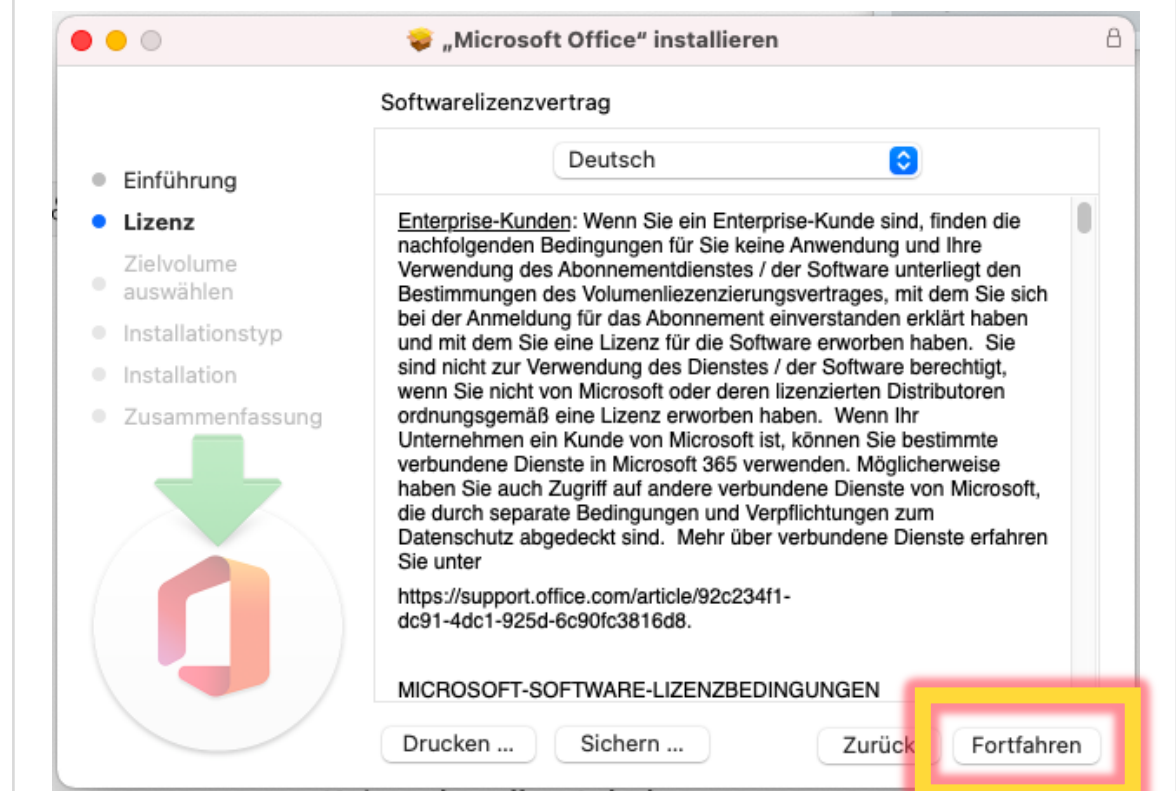 „Microsoft Office“ installieren
Softwarelizenzvertrag
Deutsch
Einführung
Lizenz
Zielvolume
auswählen
Installationstyp
Installation
Zusammenfassung
Enterprise-Kunden: Wenn Sie ein Enterprise-Kunde sind, finden die
nachfolgenden Bedingungen für Sie keine Anwendung und Ihre
Verwendung des Abonnementdienstes / der Software unterliegt den
Bestimmungen des Volumenliezenzierungsvertrages, mit dem Sie sich
bei der Anmeldung für das Abonnement einverstanden erklärt haben
und mit dem Sie eine Lizenz für die Software erworben haben.  Sie
sind nicht zur Verwendung des Dienstes / der Software berechtigt,
wenn Sie nicht von Microsoft oder deren lizenzierten Distributoren
ordnungsgemäß eine Lizenz erworben haben.  Wenn Ihr
Unternehmen ein Kunde von Microsoft ist, können Sie bestimmte
verbundene Dienste in Microsoft 365 verwenden. Möglicherweise
haben Sie auch Zugriff auf andere verbundene Dienste von Microsoft,
die durch separate Bedingungen und Verpflichtungen zum
Datenschutz abgedeckt sind.  Mehr über verbundene Dienste erfahren
Sie unter
https://support.office.com/article/92c234f1-
dc91-4dc1-925d-6c90fc3816d8.
MICROSOFT-SOFTWARE-LIZENZBEDINGUNGEN
Drucken ...
Sichern ...
Zurück
Fortfahren